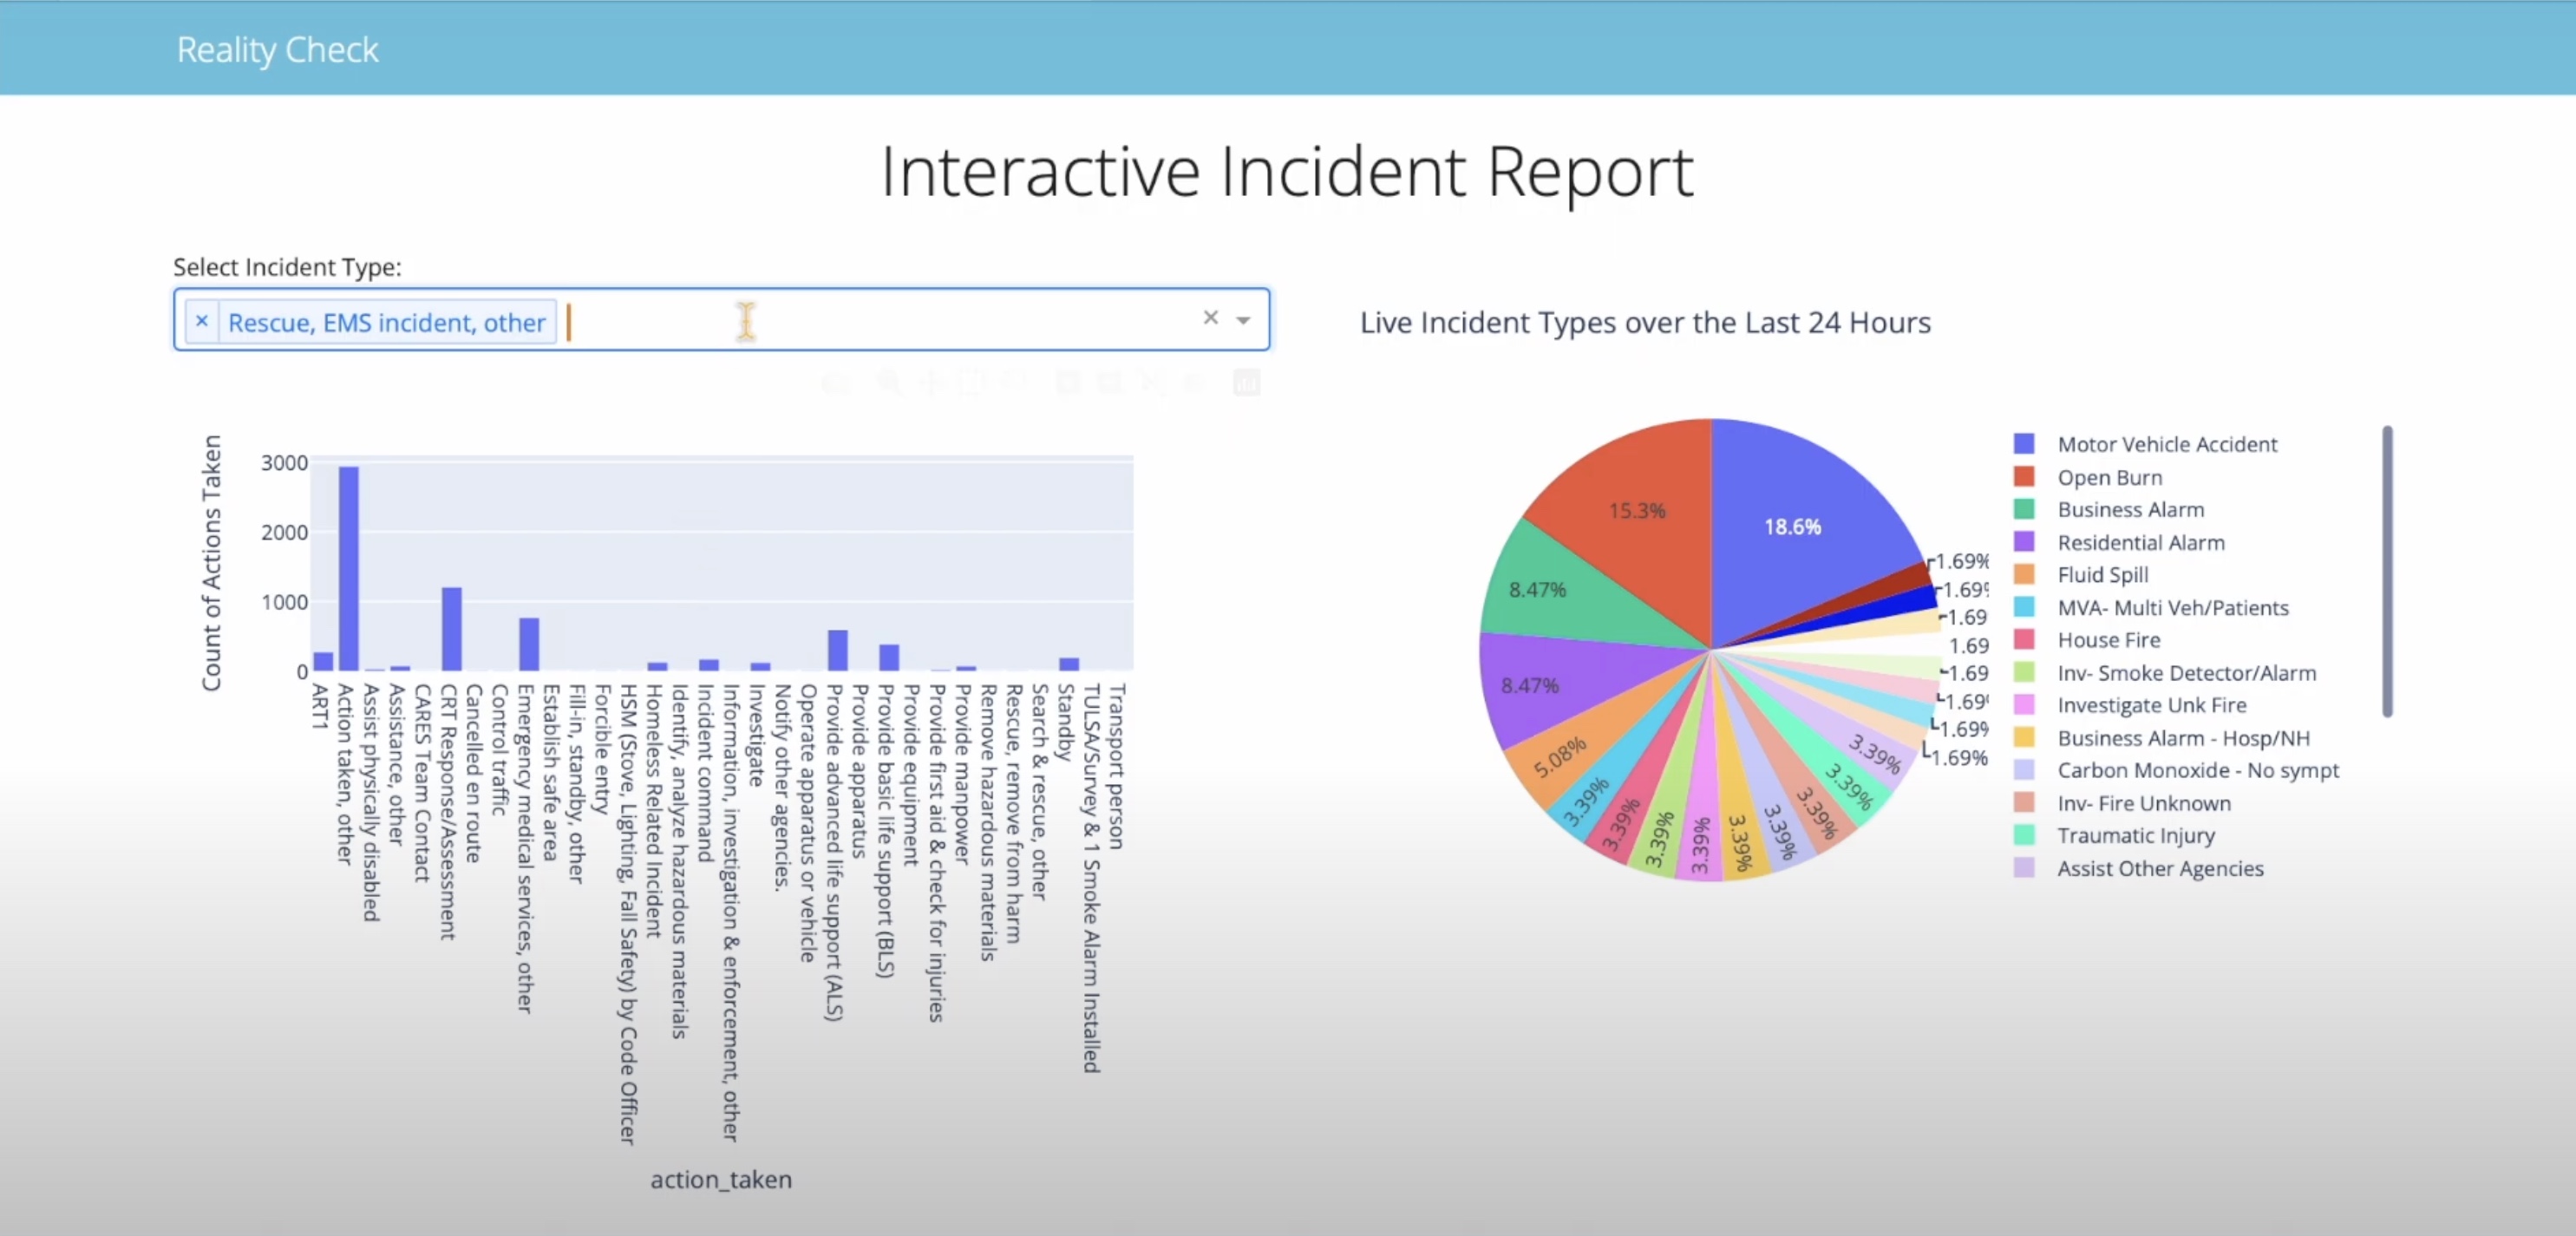 Reality Check
Interactive Incident Report
Select Incident Type:
× Rescue, EMS incident, other
×
Count of Actions Taken
3000
2000
1000
0
ART1
Action taken, other
Assist physically disabled
Assistance, other
CARES Team Contact
CRT Response/Assessment
Cancelled en route
Control traffic
Emergency medical services, other
Establish safe area
Fill-in, standby, other
Forcible entry
HSM (Stove, Lighting, Fall Safety) by Code Officer
Homeless Related Incident
Identify, analyze hazardous materials
Incident command
Information, investigation & enforcement, other
Investigate
Notify other agencies.
Operate apparatus or vehicle
Provide advanced life support (ALS)
Provide apparatus
Provide basic life support (BLS)
Provide equipment
Provide first aid & check for injuries
Provide manpower
Remove hazardous materials
Rescue, remove from harm
Search & rescue, other
Standby
TULSA/Survey & 1 Smoke Alarm Installed
Transport person
action_taken
Live Incident Types over the Last 24 Hours
18.6%
15.3%
8.47%
8.47%
5.08%
3.39%
3.39%
3.39%
3.39%
3.39%
3.39%
3.39%
3.39%
3.39%
1.69%
1.69%
1.69
1.69
1.69
1.69%
1.69%
1.69%
Motor Vehicle Accident
Open Burn
Business Alarm
Residential Alarm
Fluid Spill
MVA- Multi Veh/Patients
House Fire
Inv- Smoke Detector/Alarm
Investigate Unk Fire
Business Alarm - Hosp/NH
Carbon Monoxide - No sympt
Inv- Fire Unknown
Traumatic Injury
Assist Other Agencies